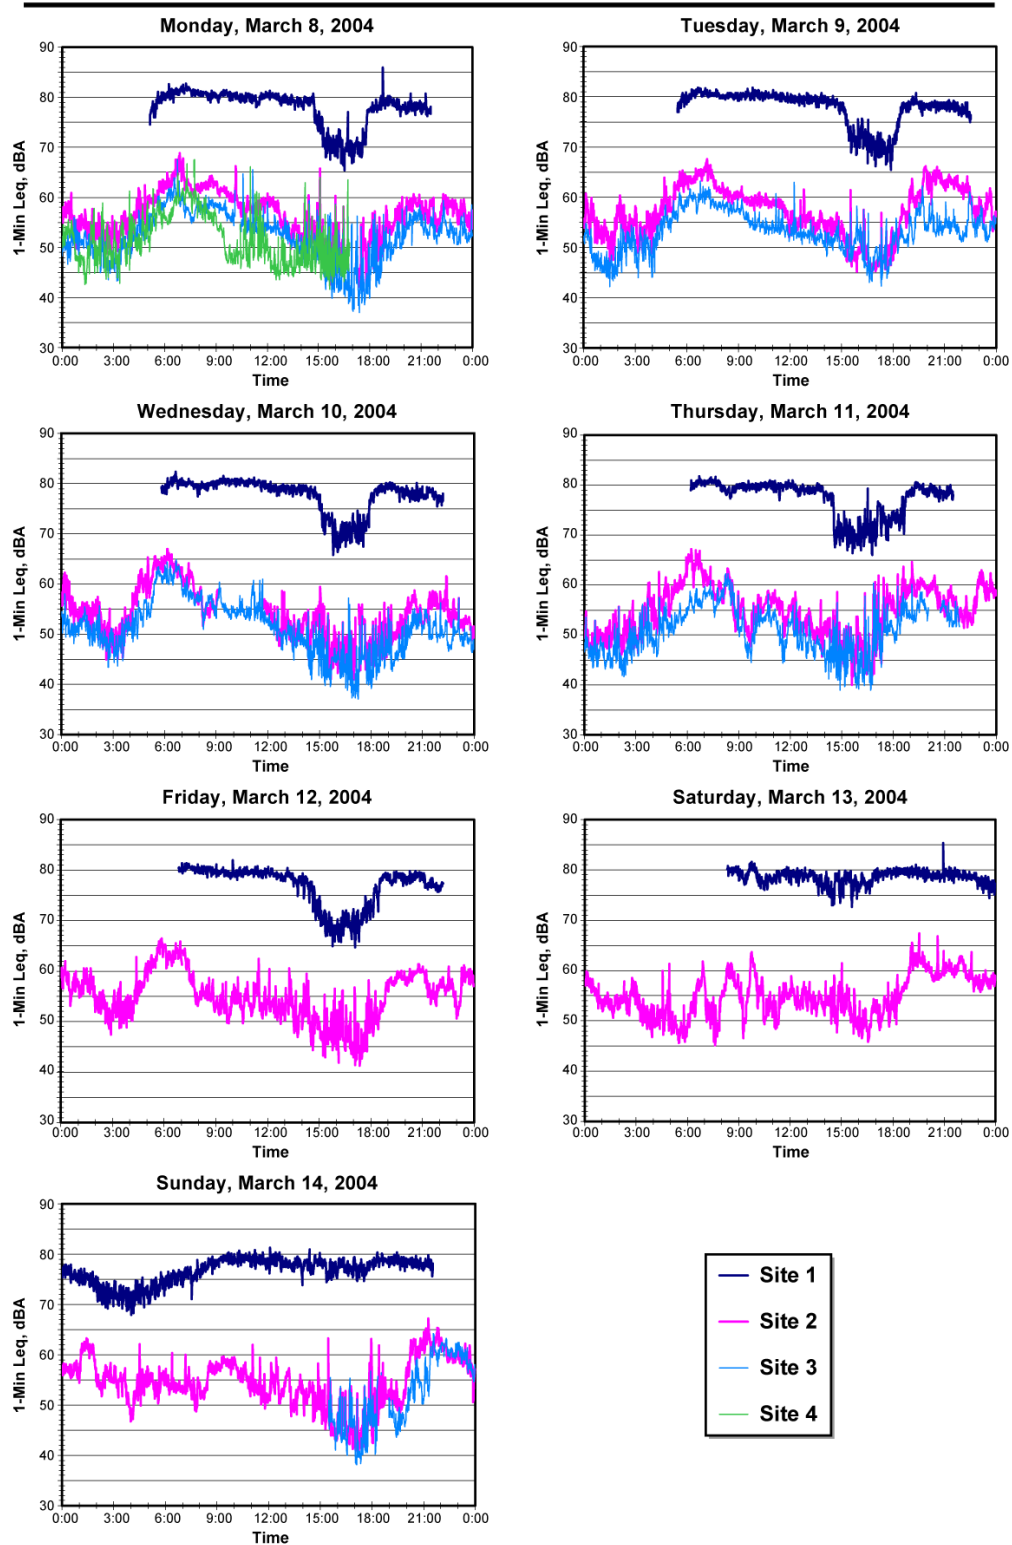 Monday, March 8, 2004
90
80
70
60
50
40
30
1-Min Leq, dBA
0:00 3:00 6:00 9:00 12:00 15:00 18:00 21:00 0:00
Time
Tuesday, March 9, 2004
90
80
70
60
50
40
30
1-Min Leq, dBA
0:00 3:00 6:00 9:00 12:00 15:00 18:00 21:00 0:00
Time
Wednesday, March 10, 2004
90
80
70
60
50
40
30
1-Min Leq, dBA
0:00 3:00 6:00 9:00 12:00 15:00 18:00 21:00 0:00
Time
Thursday, March 11, 2004
90
80
70
60
50
40
30
1-Min Leq, dBA
0:00 3:00 6:00 9:00 12:00 15:00 18:00 21:00 0:00
Time
Friday, March 12, 2004
90
80
70
60
50
40
30
1-Min Leq, dBA
0:00 3:00 6:00 9:00 12:00 15:00 18:00 21:00 0:00
Time
Saturday, March 13, 2004
90
80
70
60
50
40
30
1-Min Leq, dBA
0:00 3:00 6:00 9:00 12:00 15:00 18:00 21:00 0:00
Time
Sunday, March 14, 2004
90
80
70
60
50
40
30
1-Min Leq, dBA
0:00 3:00 6:00 9:00 12:00 15:00 18:00 21:00 0:00
Time
Site 1
Site 2
Site 3
Site 4